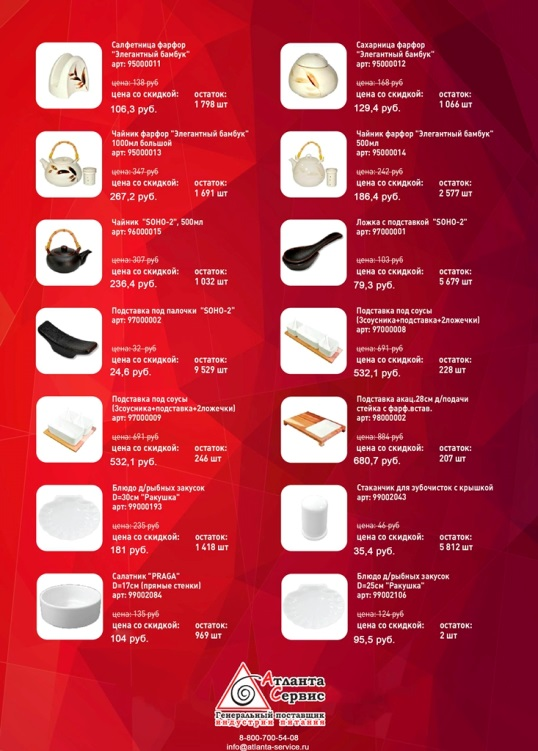 Салфетница фарфор
"Элегантный бамбук"
арт: 95000011
цена: 138 руб
цена со скидкой:
106,3 руб.
остаток:
1 798 шт
Сахарница фарфор
"Элегантный бамбук"
арт: 95000012
цена: 168 руб
цена со скидкой:
129,4 руб.
остаток:
1 066 шт
Чайник фарфор "Элегантный бамбук"
1000мл большой
арт: 95000013
цена: 347 руб
цена со скидкой:
267,2 руб.
остаток:
1 691 шт
Чайник фарфор "Элегантный бамбук"
500мл
арт: 95000014
цена: 242 руб
цена со скидкой:
186,4 руб.
остаток:
2 577 шт
Чайник "SOHO-2", 500мл
арт: 96000015
цена: 307 руб
цена со скидкой:
236,4 руб.
остаток:
1 032 шт
Ложка с подставкой "SOHO-2"
арт: 97000001
цена: 103 руб
цена со скидкой:
79,3 руб.
остаток:
5 679 шт
Подставка под палочки "SOHO-2"
арт: 97000002
цена: 32 руб
цена со скидкой:
24,6 руб.
остаток:
9 529 шт
Подставка под соусы
(3соусника+подставка+2ложечки)
арт: 97000008
цена: 691 руб
цена со скидкой:
532,1 руб.
остаток:
228 шт
Подставка под соусы
(3соусника+подставка+2ложечки)
арт: 97000009
цена: 691 руб
цена со скидкой:
532,1 руб.
остаток:
246 шт
Подставка акац.28см д/подачи
стейка с фарф.встав.
арт: 98000002
цена: 884 руб
цена со скидкой:
680,7 руб.
остаток:
207 шт
Блюдо д/рыбных закусок
D=30см "Ракушка"
арт: 99000193
цена: 235 руб
цена со скидкой:
181 руб.
остаток:
1 418 шт
Стаканчик для зубочисток с крышкой
арт: 99002043
цена: 46 руб
цена со скидкой:
35,4 руб.
остаток:
5 812 шт
Салатник "PRAGA"
D=17см (прямые стенки)
арт: 99002084
цена: 135 руб
цена со скидкой:
104 руб.
остаток:
969 шт
Блюдо д/рыбных закусок
D=25см "Ракушка"
арт: 99002106
цена: 124 руб
цена со скидкой:
95,5 руб.
остаток:
2 шт
Атланта
Сервис
Генеральный поставщик
индустрии питания
8-800-700-54-08
info@atlanta-service.ru